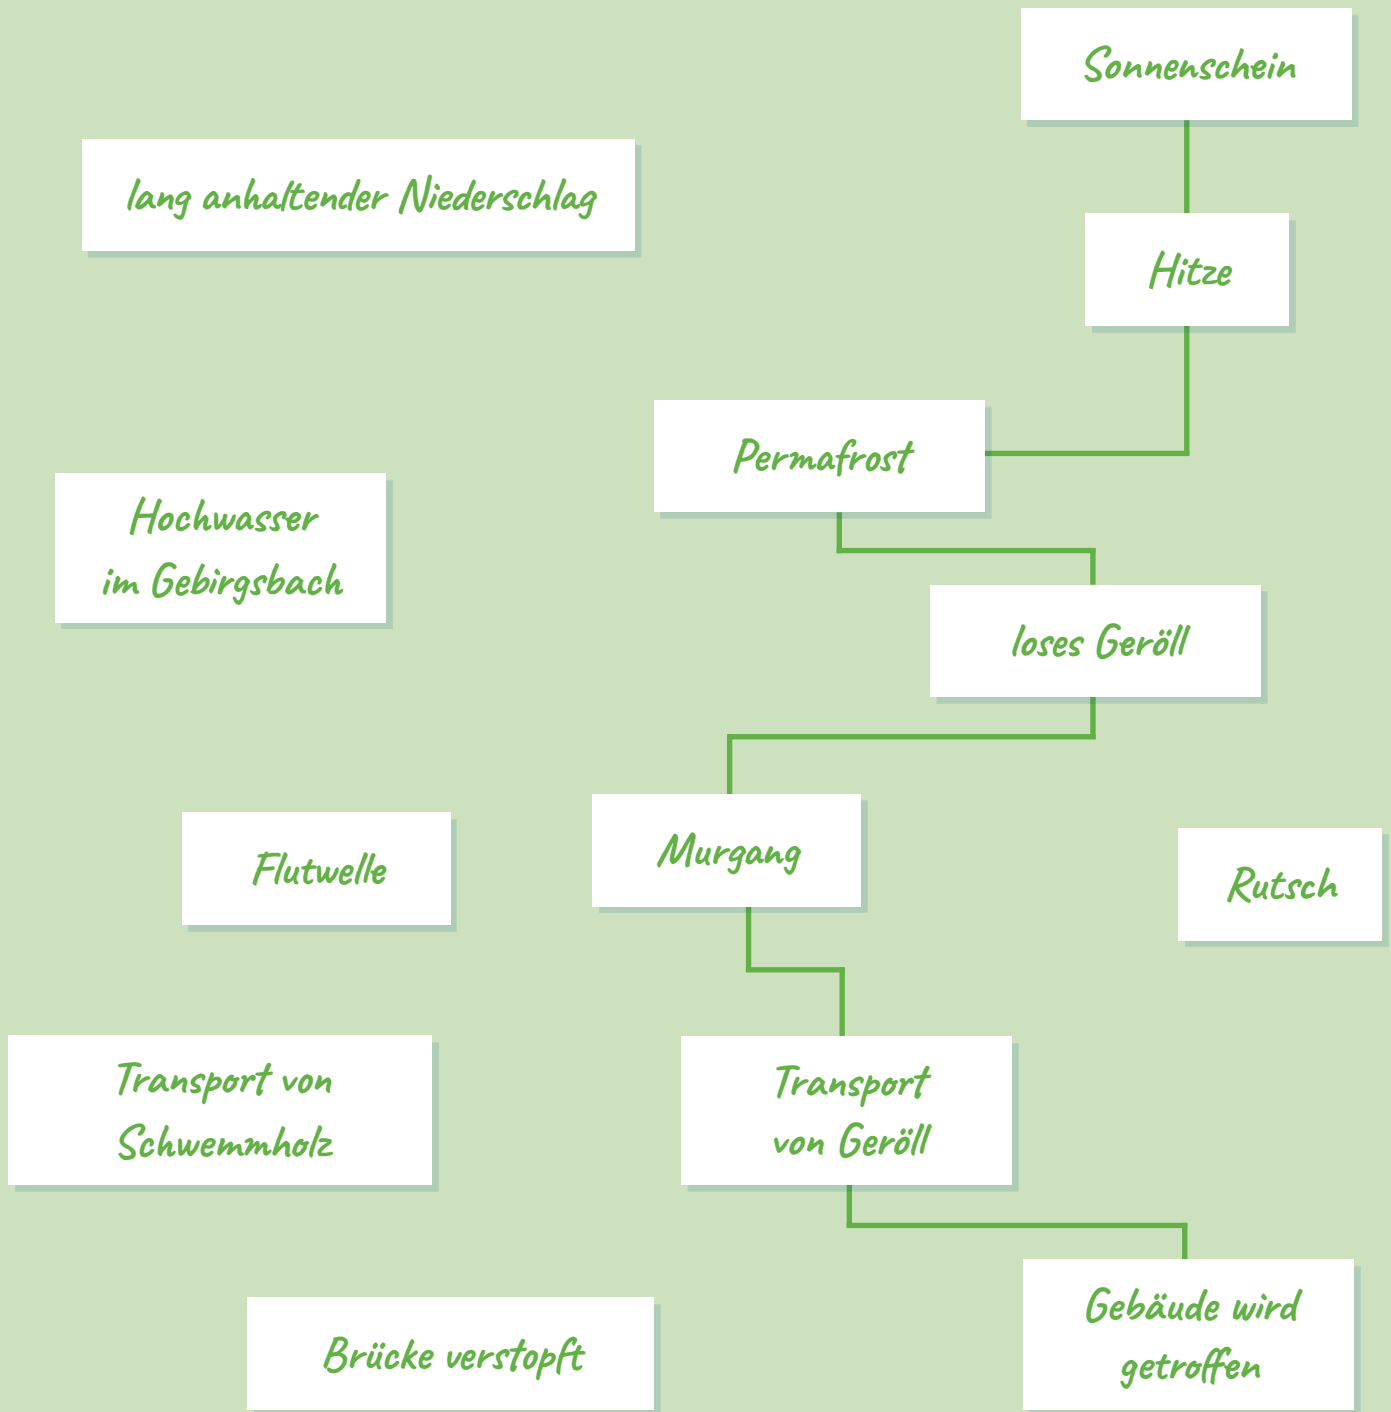 Sonnenschein
lang anhaltender Niederschlag
Hitze
Permafrost
Hochwasser
im Gebirgsbach
loses Geröll
Murgang
Flutwelle
Rutsch
Transport von
Schwemmholz
Transport
von Geröll
Gebäude wird
getroffen
Brücke verstopft